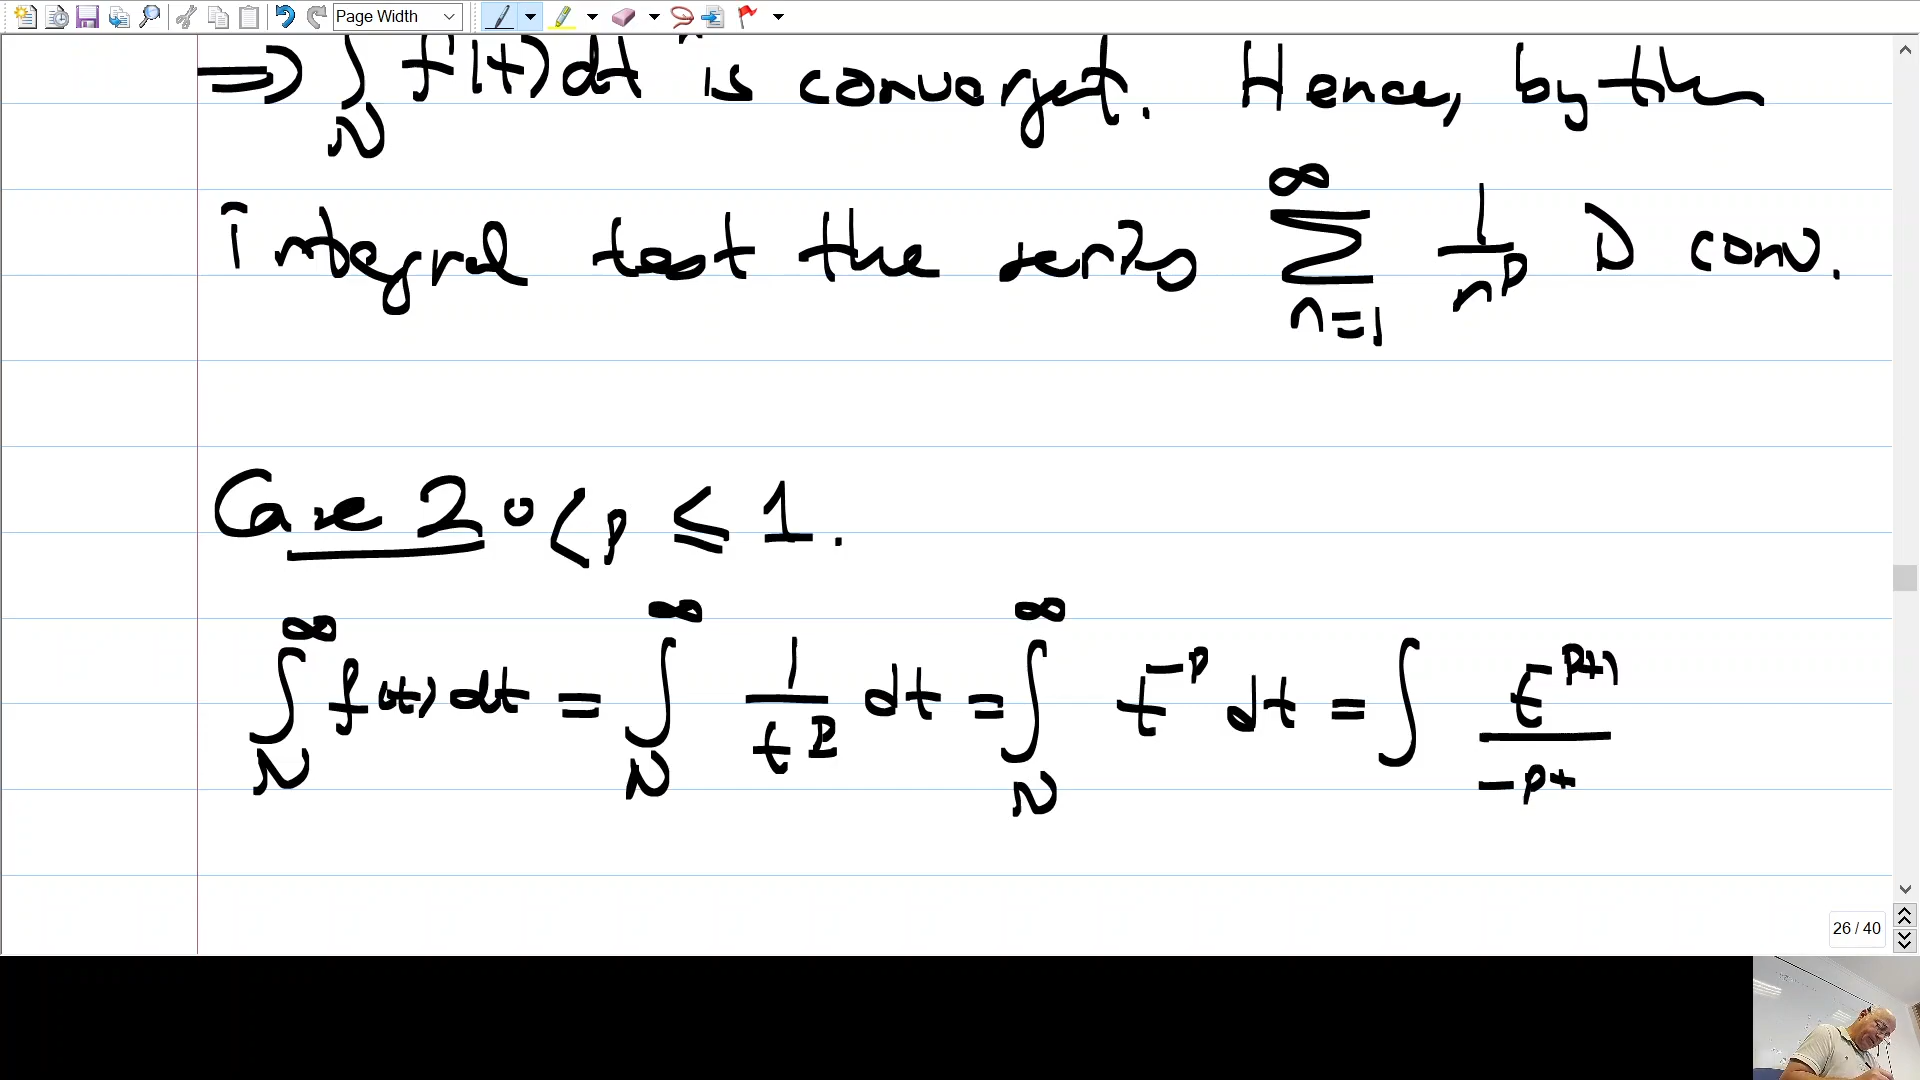 Page Width
⇒ ∫_N f(t)dt is convergent. Hence, by the
integral test the series ∑_{n=1}^{∞} 1/n^p is conv.
Case 2 0 < p ≤ 1.
∫_N^∞ f(t)dt = ∫_N^∞ 1/t^p dt = ∫_N^∞ t^{-p} dt = ∫ t^{-p+1}/(-p+
26 / 40